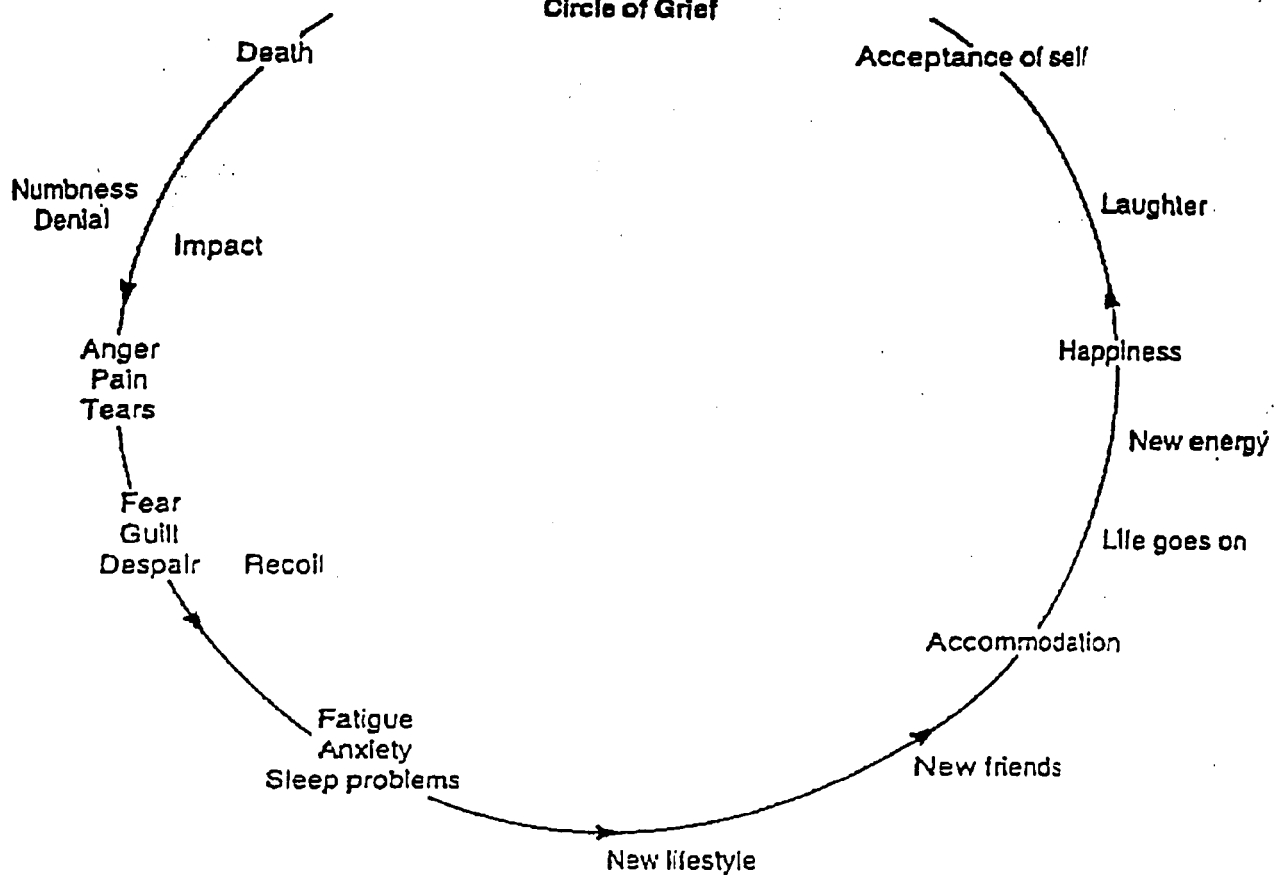 Circle of Grief
Death
Numbness
Denial
Impact
Anger
Pain
Tears
Fear
Guilt
Despair
Recoil
Fatigue
Anxiety
Sleep problems
New lifestyle
New friends
Accommodation
Life goes on
New energy
Happiness
Laughter
Acceptance of self